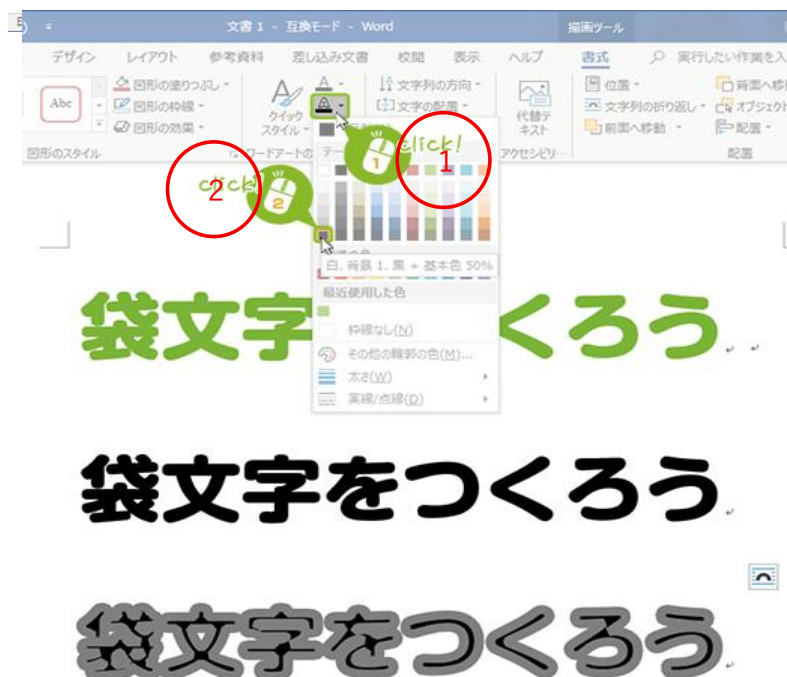 文書 1 - 互換モード - Word
描画ツール
デザイン
レイアウト
参考資料
差し込み文書
校閲
表示
ヘルプ
書式
実行したい作業を入
Abc
図形の塗りつぶし
図形の枠線
図形の効果
図形のスタイル
クイック
スタイル
文字列の方向
文字の配置
ワードアートの
代替テ
キスト
アクセシビリ…
位置
文字列の折り返し
前面へ移動
背面へ移
オブジェクト
配置
配置
click!
1
1
click!
2
2
白, 背景 1, 黒 + 基本色 50%
最近使用した色
枠線なし(N)
その他の輪郭の色(M)...
太さ(W)
実線/点線(D)
袋文字 くろう
袋文字をつくろう
袋文字をつくろう